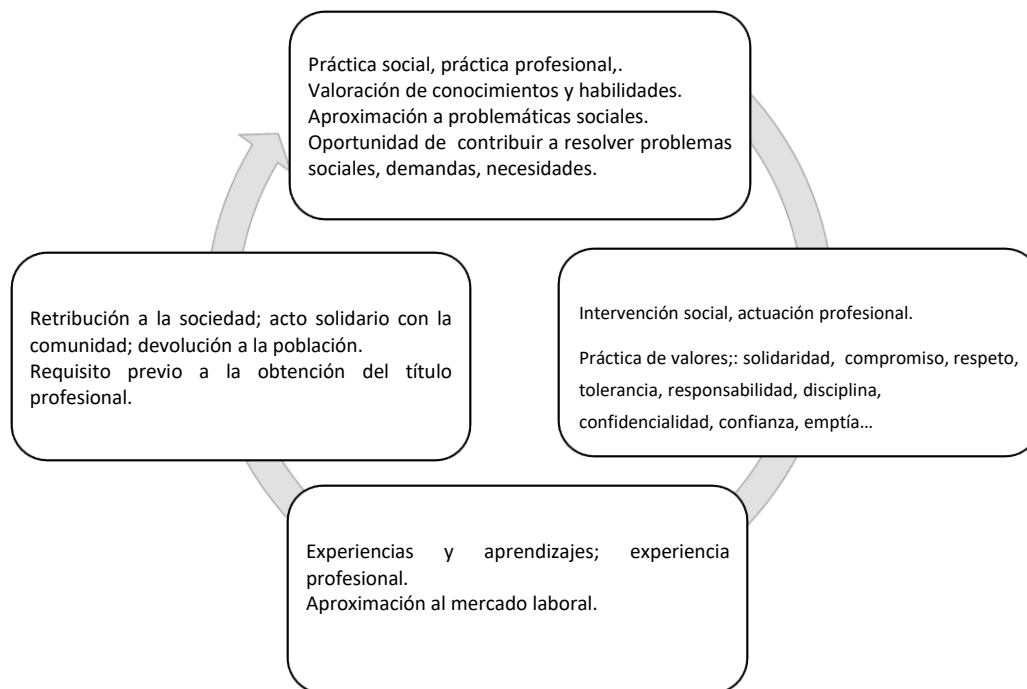 Práctica social, práctica profesional,.
Valoración de conocimientos y habilidades.
Aproximación a problemáticas sociales.
Oportunidad de contribuir a resolver problemas
sociales, demandas, necesidades.
Intervención social, actuación profesional.
Práctica de valores;: solidaridad, compromiso, respeto,
tolerancia, responsabilidad, disciplina,
confidencialidad, confianza, emptía…
Experiencias y aprendizajes; experiencia
profesional.
Aproximación al mercado laboral.
Retribución a la sociedad; acto solidario con la
comunidad; devolución a la población.
Requisito previo a la obtención del título
profesional.